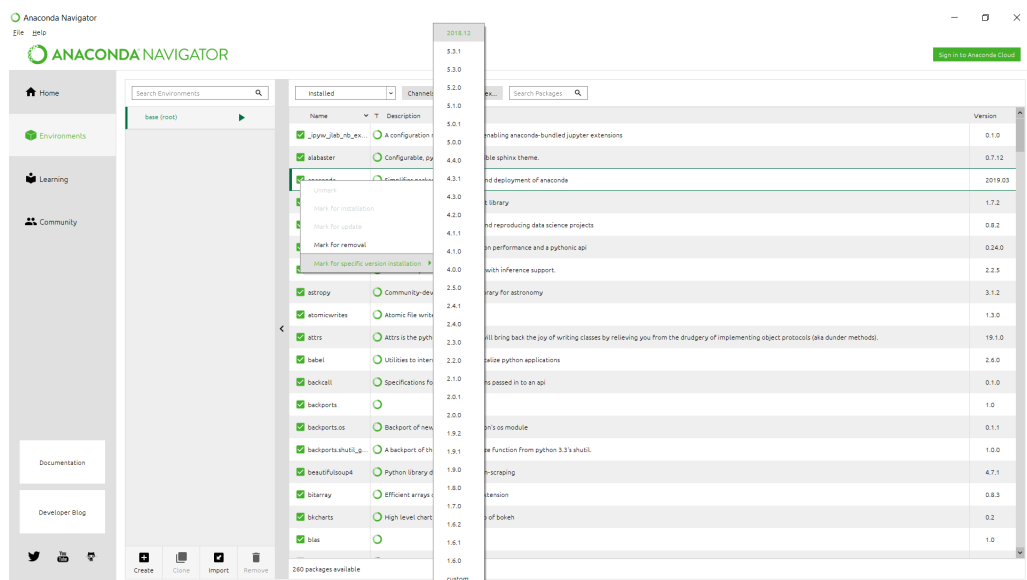 Anaconda Navigator
File Help
ANACONDA NAVIGATOR
Sign in to Anaconda Cloud
Home
Environments
Learning
Community
Documentation
Developer Blog
You Tube
Search Environments
base (root)
Create
Clone
Import
Remove
Installed
Channels
Search Packages
Name
T Description
Version
_ipyw_jlab_nb_ex... A configuration enabling anaconda-bundled jupyter extensions 0.1.0
alabaster Configurable, py ble sphinx theme. 0.7.12
anaconda nd deployment of anaconda 2019.03
t library 1.7.2
nd reproducing data science projects 0.8.2
on performance and a pythonic api 0.24.0
with inference support. 2.2.5
astropy Community-dev rary for astronomy 3.1.2
atomicwrites Atomic file write 1.3.0
attrs Attrs is the pyth will bring back the joy of writing classes by relieving you from the drudgery of implementing object protocols (aka dunder methods). 19.1.0
babel Utilities to inter alize python applications 2.6.0
backcall Specifications fo ns passed in to an api 0.1.0
backports 1.0
backports.os Backport of new on's os module 0.1.1
backports.shutil_g... A backport of th e function from python 3.3's shutil. 1.0.0
beautifulsoup4 Python library d n-scraping 4.7.1
bitarray Efficient arrays xtension 0.8.3
bkcharts High level chart of bokeh 0.2
blas 1.0
260 packages available
Unmark
Mark for installation
Mark for update
Mark for removal
Mark for specific version installation
2018.12
5.3.1
5.3.0
5.2.0
5.1.0
5.0.1
5.0.0
4.4.0
4.3.1
4.3.0
4.2.0
4.1.1
4.1.0
4.0.0
2.5.0
2.4.1
2.4.0
2.3.0
2.2.0
2.1.0
2.0.1
2.0.0
1.9.2
1.9.1
1.9.0
1.8.0
1.7.0
1.6.2
1.6.1
1.6.0
custom